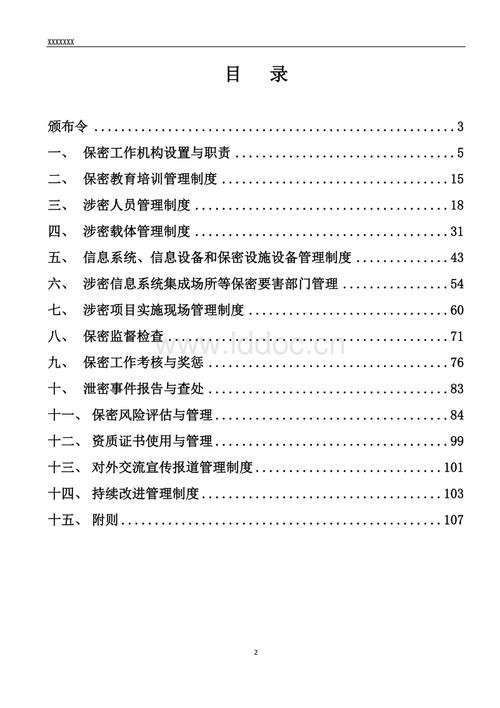 XXXXXXX
目 录
颁布令 ........................................................ 3
一、 保密工作机构设置与职责 .................................. 5
二、 保密教育培训管理制度 .................................... 15
三、 涉密人员管理制度 ........................................ 18
四、 涉密载体管理制度 ........................................ 31
五、 信息系统、信息设备和保密设施设备管理制度 ................ 43
六、 涉密信息系统集成场所等保密要害部门管理 .................. 54
七、 涉密项目实施现场管理制度 ................................ 60
八、 保密监督检查 ............................................ 71
www.lddoc.cn
九、 保密工作考核与奖惩 ...................................... 76
十、 泄密事件报告与查处 ...................................... 83
十一、 保密风险评估与管理 .................................... 84
十二、 资质证书使用与管理 .................................... 99
十三、 对外交流宣传报道管理制度 .............................. 101
十四、 持续改进管理制度 ...................................... 103
十五、 附则 .................................................. 107
2